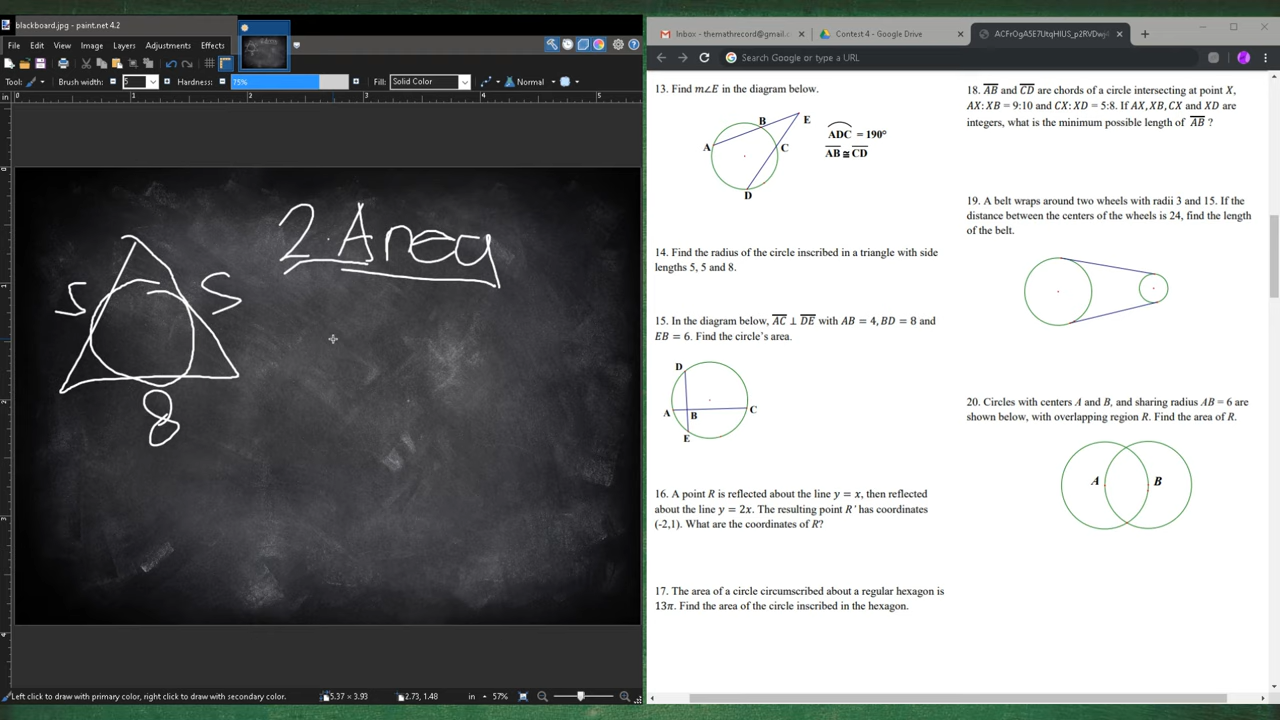 blackboard.jpg - paint.net 4.2
File Edit View Image Layers Adjustments Effects
Tool: Brush width: 5 Hardness: 75% Fill: Solid Color Normal
0 1 2 3 4 5
0
1
2
3
4
2·Area
5 5
8
Left click to draw with primary color, right click to draw with secondary color. 5.37 × 3.93 2.73, 1.48 in 57%
Inbox - themathrecord@gmail. Contest 4 - Google Drive
Search Google or type a URL
13. Find m∠E in the diagram below.
B E
A C
D
ADC = 190°
AB ≅ CD
14. Find the radius of the circle inscribed in a triangle with side
lengths 5, 5 and 8.
15. In the diagram below, AC ⊥ DE with AB = 4, BD = 8 and
EB = 6. Find the circle's area.
D
A B C
E
16. A point R is reflected about the line y = x, then reflected
about the line y = 2x. The resulting point R' has coordinates
(-2,1). What are the coordinates of R?
17. The area of a circle circumscribed about a regular hexagon is
13π. Find the area of the circle inscribed in the hexagon.
18. AB and CD are chords of a circle intersecting at point X,
AX: XB = 9:10 and CX: XD = 5:8. If AX, XB, CX and XD are
integers, what is the minimum possible length of AB ?
19. A belt wraps around two wheels with radii 3 and 15. If the
distance between the centers of the wheels is 24, find the length
of the belt.
20. Circles with centers A and B, and sharing radius AB = 6 are
shown below, with overlapping region R. Find the area of R.
A B